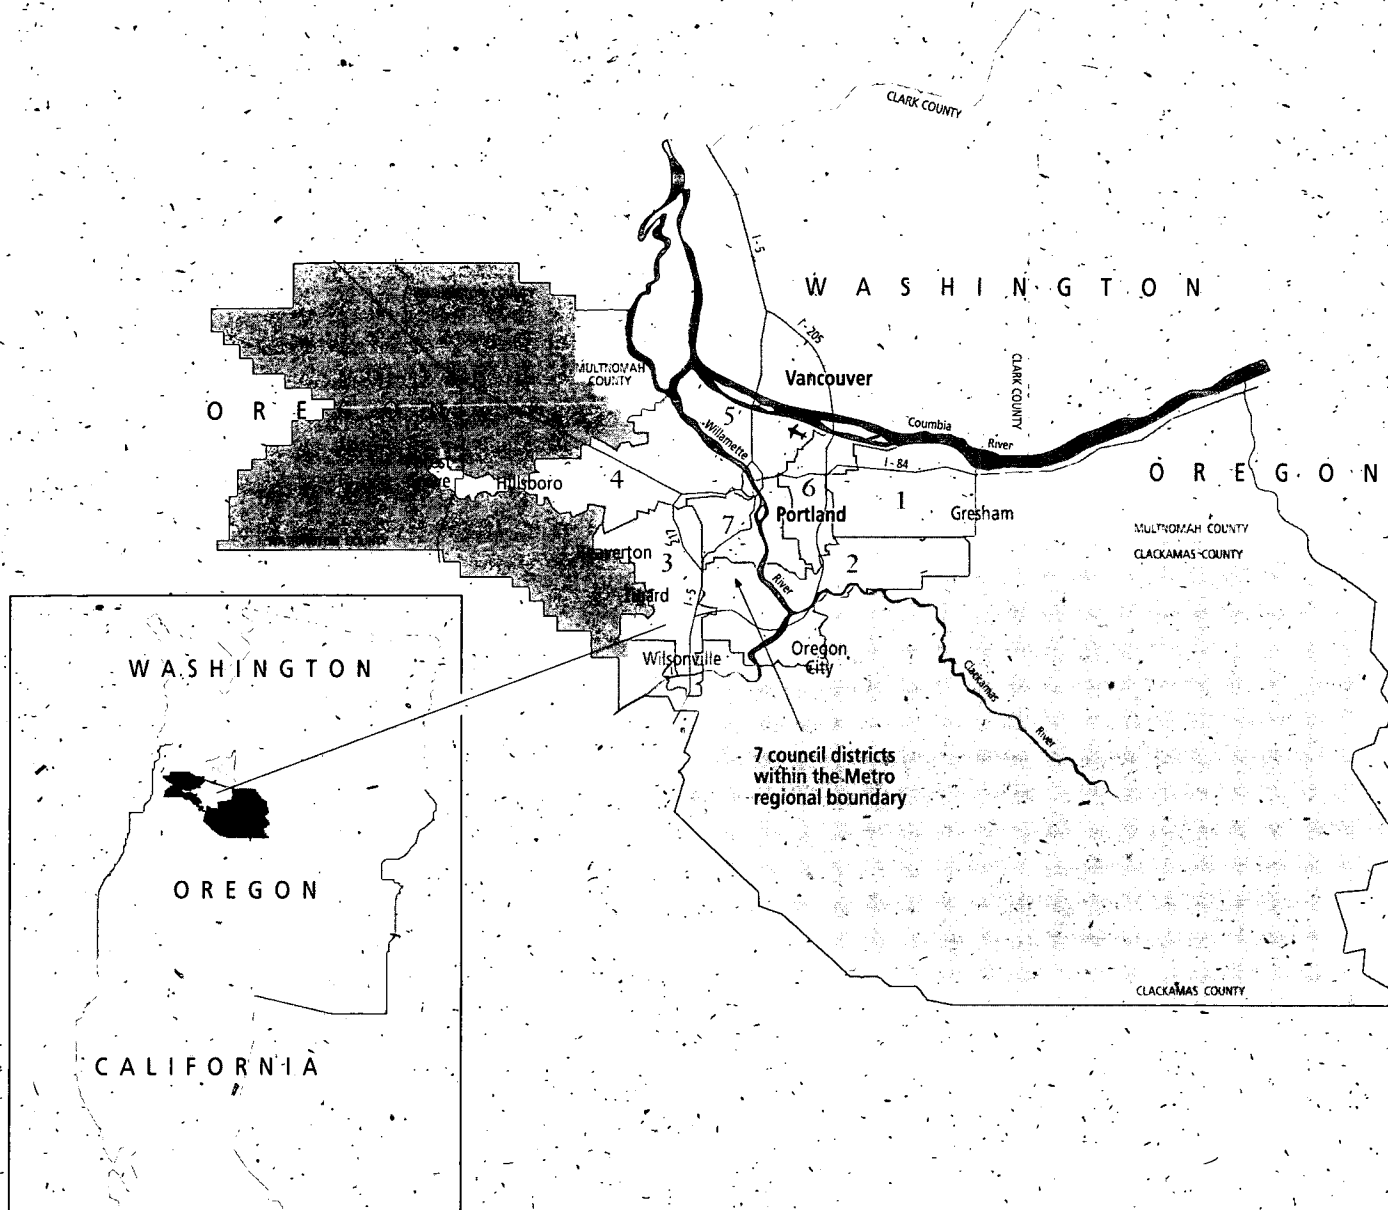 CLARK COUNTY
I-5
WASHINGTON
I-205
MULTNOMAH
COUNTY
CLARK COUNTY
Vancouver
ORE
5
Willamette
Coumbia
River
I-84
OREGON
4
Hillsboro
6
1
Portland
Gresham
7
MULTNOMAH COUNTY
CLACKAMAS COUNTY
3
2
River
I-5
Wilsonville
Oregon
City
Clackamas
River
7 council districts
within the Metro
regional boundary
CLACKAMAS COUNTY
WASHINGTON
OREGON
CALIFORNIA